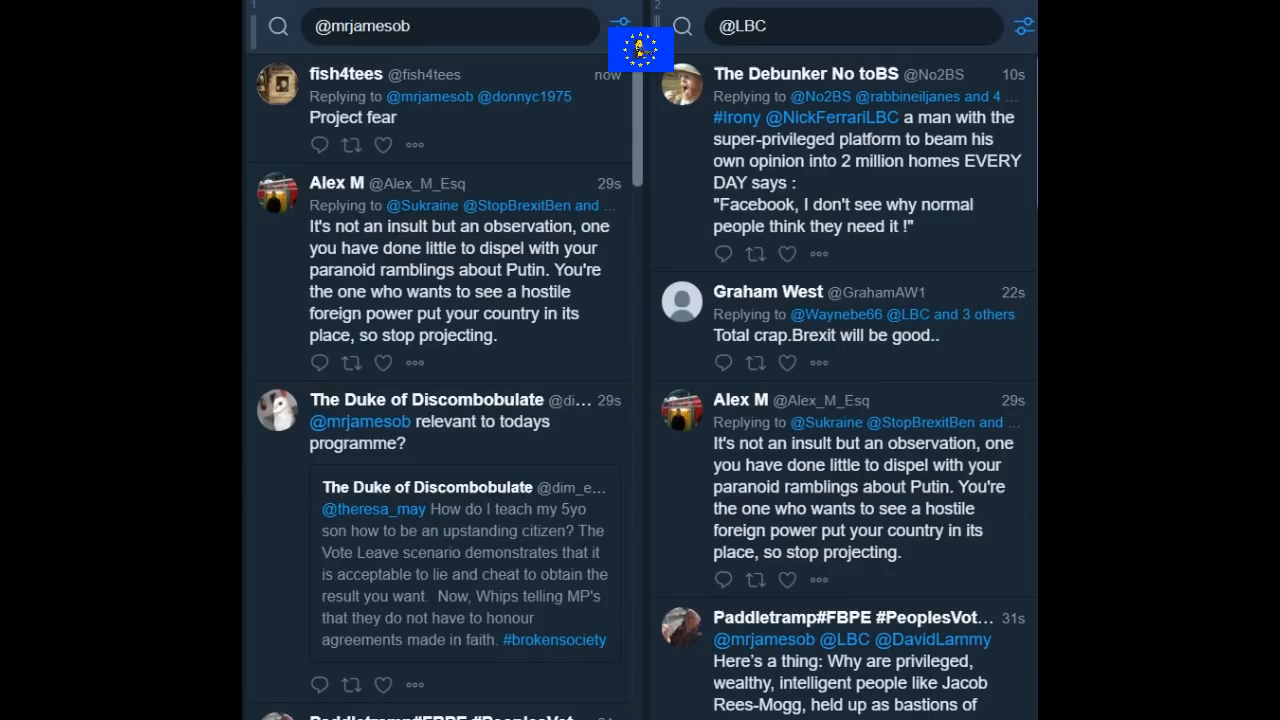 1
@mrjamesob
fish4tees @fish4tees now
Replying to @mrjamesob @donnyc1975
Project fear
Alex M @Alex_M_Esq 29s
Replying to @Sukraine @StopBrexitBen and ...
It's not an insult but an observation, one
you have done little to dispel with your
paranoid ramblings about Putin. You're
the one who wants to see a hostile
foreign power put your country in its
place, so stop projecting.
The Duke of Discombobulate @di... 29s
@mrjamesob relevant to todays
programme?
The Duke of Discombobulate @dim_e...
@theresa_may How do I teach my 5yo
son how to be an upstanding citizen? The
Vote Leave scenario demonstrates that it
is acceptable to lie and cheat to obtain the
result you want. Now, Whips telling MP's
that they do not have to honour
agreements made in faith. #brokensociety
2
@LBC
The Debunker No toBS @No2BS 10s
Replying to @No2BS @rabbineiljanes and 4 ...
#Irony @NickFerrariLBC a man with the
super-privileged platform to beam his
own opinion into 2 million homes EVERY
DAY says :
"Facebook, I don't see why normal
people think they need it !"
Graham West @GrahamAW1 22s
Replying to @Waynebe66 @LBC and 3 others
Total crap.Brexit will be good..
Alex M @Alex_M_Esq 29s
Replying to @Sukraine @StopBrexitBen and ...
It's not an insult but an observation, one
you have done little to dispel with your
paranoid ramblings about Putin. You're
the one who wants to see a hostile
foreign power put your country in its
place, so stop projecting.
Paddletramp#FBPE #PeoplesVot... 31s
@mrjamesob @LBC @DavidLammy
Here's a thing: Why are privileged,
wealthy, intelligent people like Jacob
Rees-Mogg, held up as bastions of